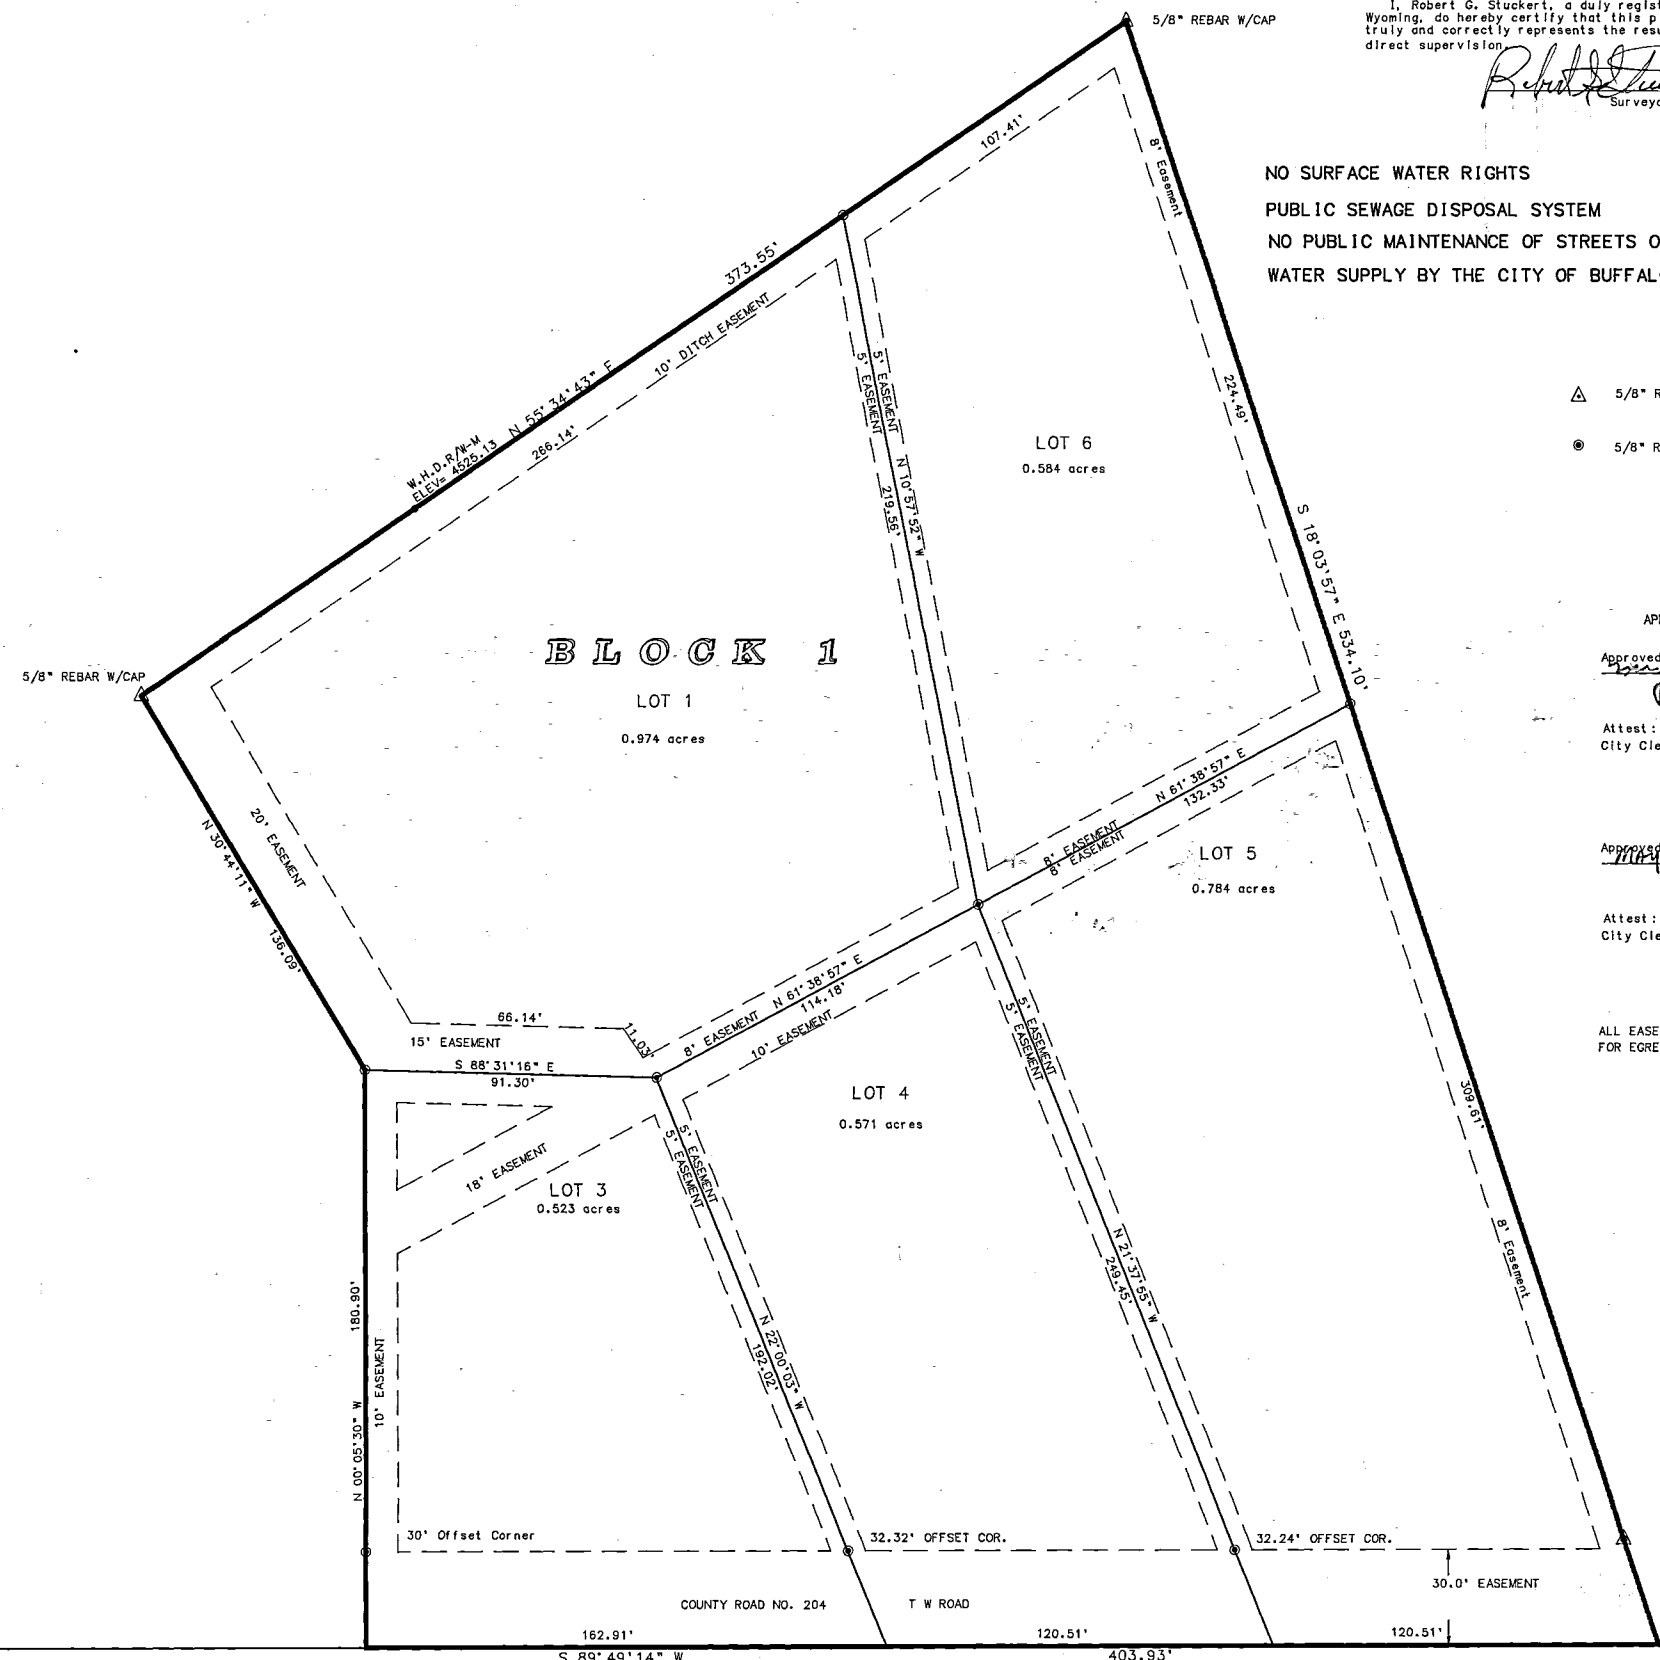 I, Robert G. Stuckert, a duly regist
Wyoming, do hereby certify that this p
truly and correctly represents the resu
direct supervision.
Surveyo
5/8" REBAR W/CAP
107.41'
8' Easement
NO SURFACE WATER RIGHTS
PUBLIC SEWAGE DISPOSAL SYSTEM
NO PUBLIC MAINTENANCE OF STREETS O
WATER SUPPLY BY THE CITY OF BUFFAL
373.55'
10' DITCH EASEMENT
N 55°34'43" E
266.14'
W.H.D.R/W-M
ELEV= 4525.13
5' EASEMENT
5' EASEMENT
N 10°57'52" W
219.56'
224.49'
LOT 6
0.584 acres
5/8" R
5/8" R
S 18°03'57" E 534.10'
API
Approved
Attest:
City Cle
BLOCK 1
LOT 1
0.974 acres
5/8" REBAR W/CAP
20' EASEMENT
N 30°44'11" W
136.09'
N 61°38'57" E
132.33'
8' EASEMENT
8' EASEMENT
LOT 5
0.784 acres
Approved
Attest:
City Cle
N 61°38'57" E
114.18'
8' EASEMENT
10' EASEMENT
66.14'
11.03'
15' EASEMENT
S 88°31'16" E
91.30'
5' EASEMENT
5' EASEMENT
ALL EASE
FOR EGRE
LOT 4
0.571 acres
309.61'
5' EASEMENT
5' EASEMENT
18' EASEMENT
LOT 3
0.523 acres
8' Easement
N 21°37'55" W
249.45'
180.90'
N 00°05'30" W
10' EASEMENT
N 22°00'03" W
192.02'
30' Offset Corner
32.32' OFFSET COR.
32.24' OFFSET COR.
30.0' EASEMENT
COUNTY ROAD NO. 204 T W ROAD
162.91'
120.51'
120.51'
S 89°49'14" W
403.93'